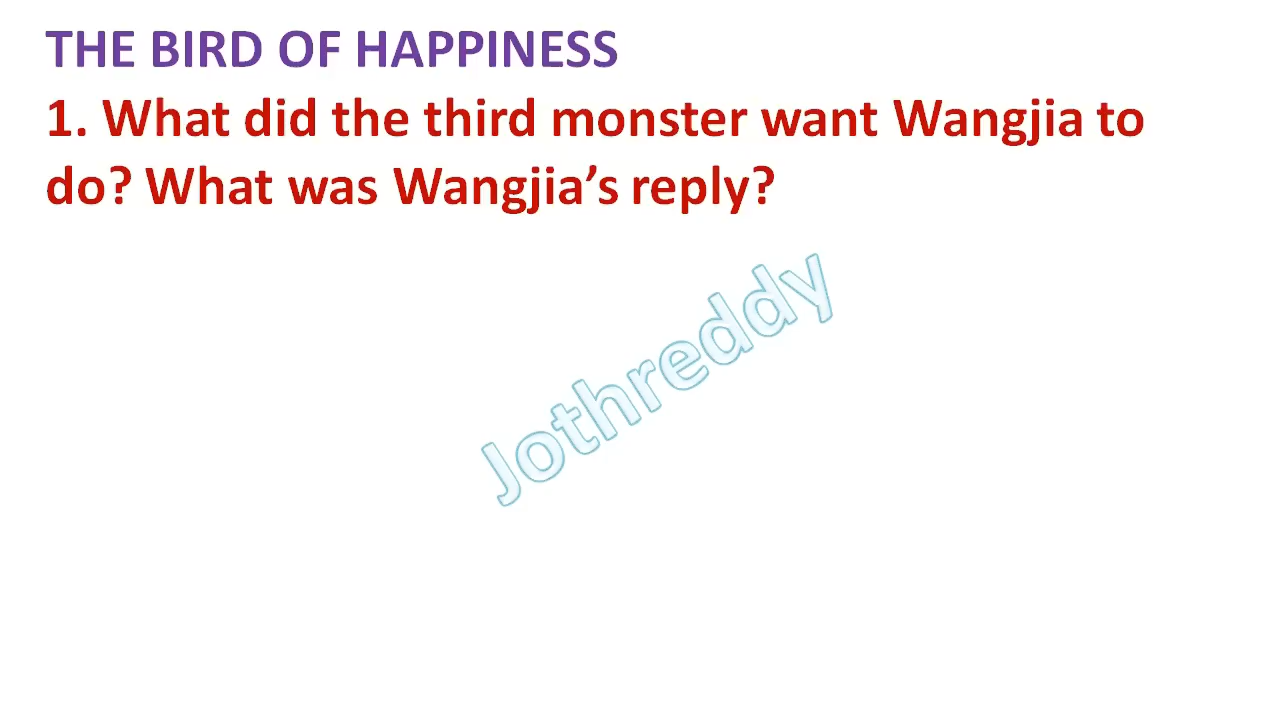 THE BIRD OF HAPPINESS
1. What did the third monster want Wangjia to
do? What was Wangjia’s reply?
Jothreddy